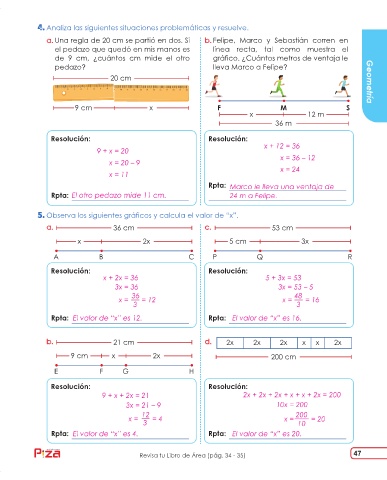 4. Analiza las siguientes situaciones problemáticas y resuelve.
a. Una regla de 20 cm se partió en dos. Si
el pedazo que quedó en mis manos es
de 9 cm, ¿cuántos cm mide el otro
pedazo?
20 cm
9 cm x
Resolución:
9 + x = 20
x = 20 – 9
x = 11
Rpta: El otro pedazo mide 11 cm.
b. Felipe, Marco y Sebastián corren en
línea recta, tal como muestra el
gráfico. ¿Cuántos metros de ventaja le
lleva Marco a Felipe?
F M S
x 12 m
36 m
Resolución:
x + 12 = 36
x = 36 – 12
x = 24
Rpta: Marco le lleva una ventaja de
24 m a Felipe.
Geometría
5. Observa los siguientes gráficos y calcula el valor de “x”.
a. 36 cm
x 2x
A B C
Resolución:
x + 2x = 36
3x = 36
x = 36/3 = 12
Rpta: El valor de “x” es 12.
c. 53 cm
5 cm 3x
P Q R
Resolución:
5 + 3x = 53
3x = 53 – 5
x = 48/3 = 16
Rpta: El valor de “x” es 16.
b. 21 cm
9 cm x 2x
E F G H
Resolución:
9 + x + 2x = 21
3x = 21 – 9
x = 12/3 = 4
Rpta: El valor de “x” es 4.
d. 2x 2x 2x x x 2x
200 cm
Resolución:
2x + 2x + 2x + x + x + 2x = 200
10x = 200
x = 200/10 = 20
Rpta: El valor de “x” es 20.
Revisa tu Libro de Área (pág. 34 - 35)
47